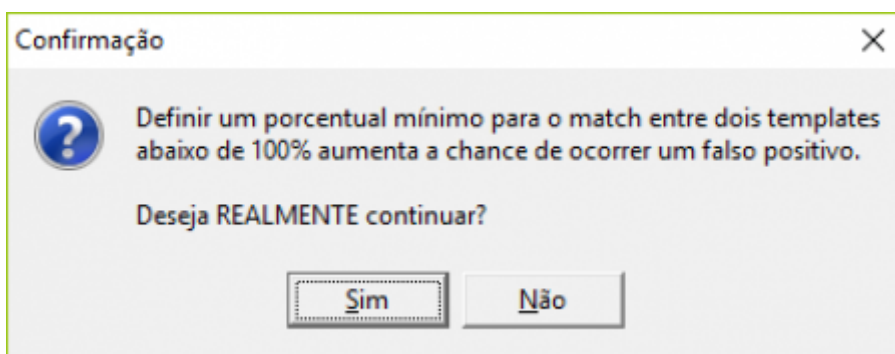 Confirmação
Definir um porcentual mínimo para o match entre dois templates
abaixo de 100% aumenta a chance de ocorrer um falso positivo.
Deseja REALMENTE continuar?
Sim
Não